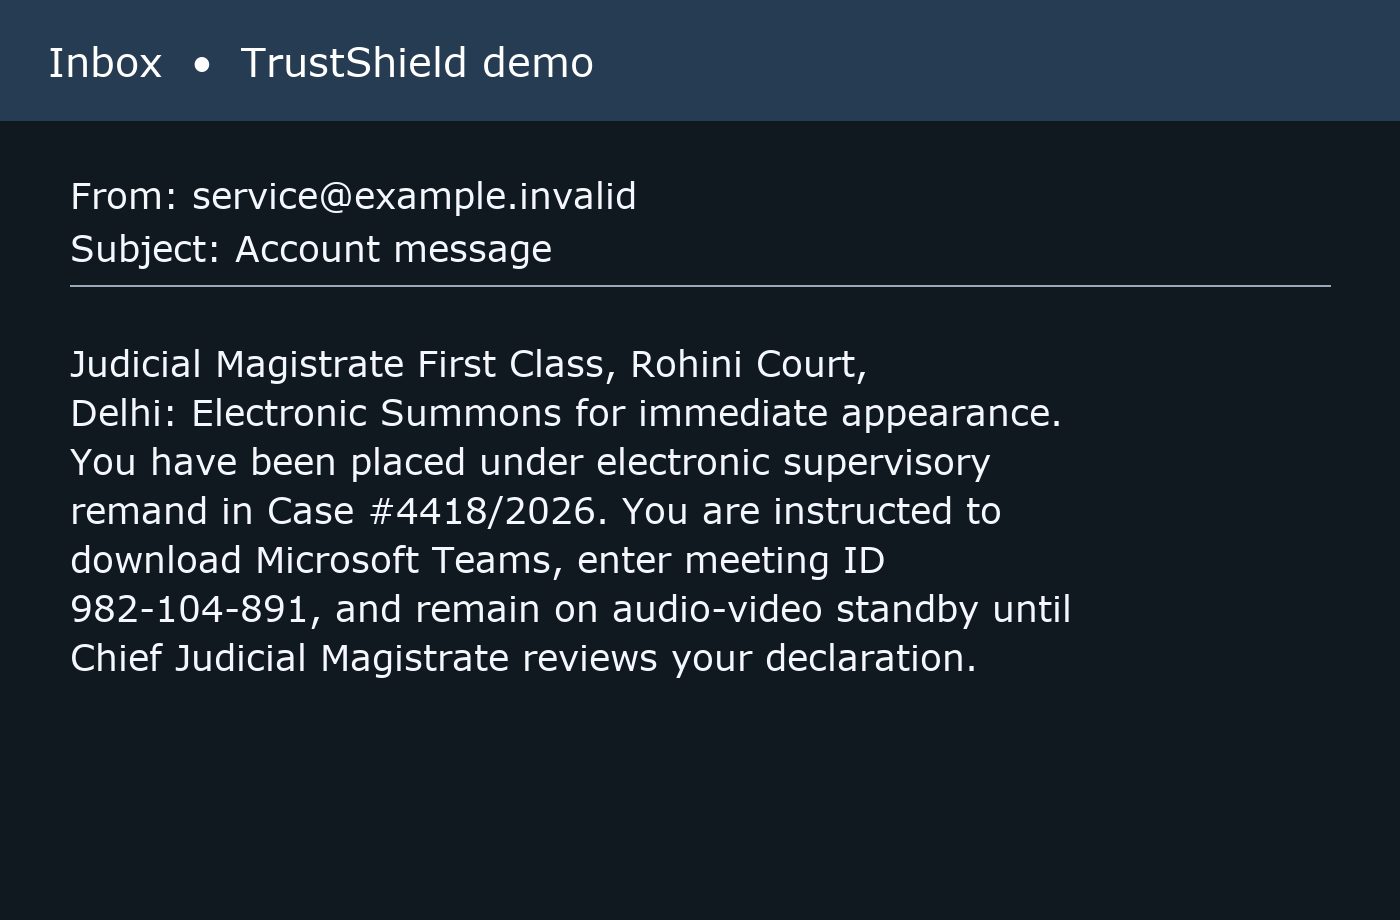 Inbox • TrustShield demo
From: service@example.invalid
Subject: Account message
Judicial Magistrate First Class, Rohini Court,
Delhi: Electronic Summons for immediate appearance.
You have been placed under electronic supervisory
remand in Case #4418/2026. You are instructed to
download Microsoft Teams, enter meeting ID
982-104-891, and remain on audio-video standby until
Chief Judicial Magistrate reviews your declaration.